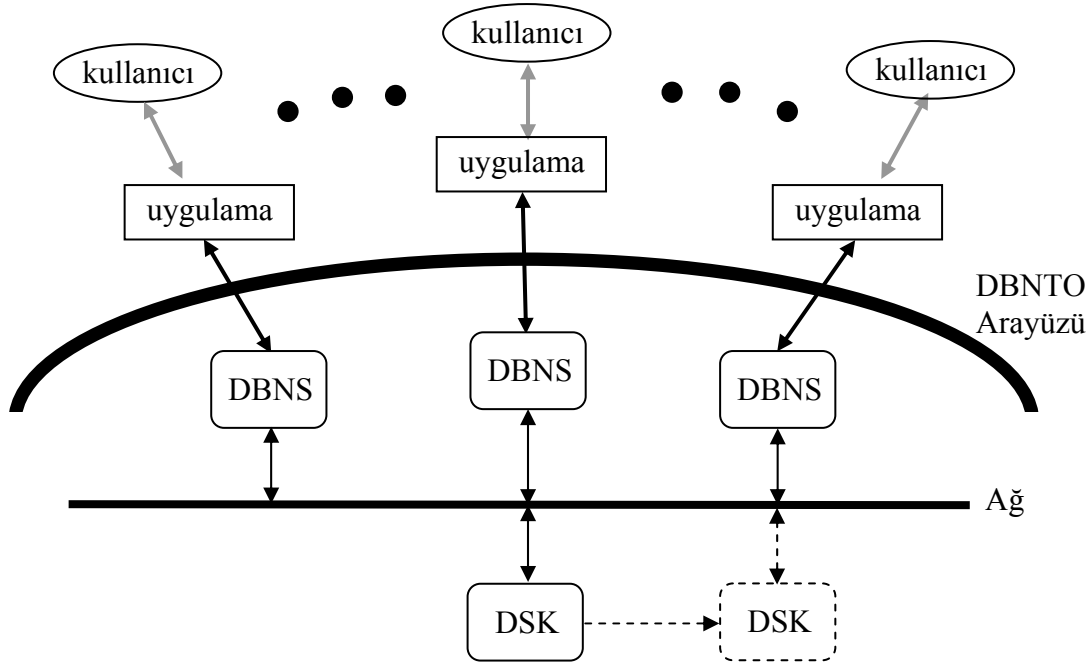 kullanıcı
kullanıcı
kullanıcı
uygulama
uygulama
uygulama
DBNTO
Arayüzü
DBNS
DBNS
DBNS
Ağ
DSK
DSK